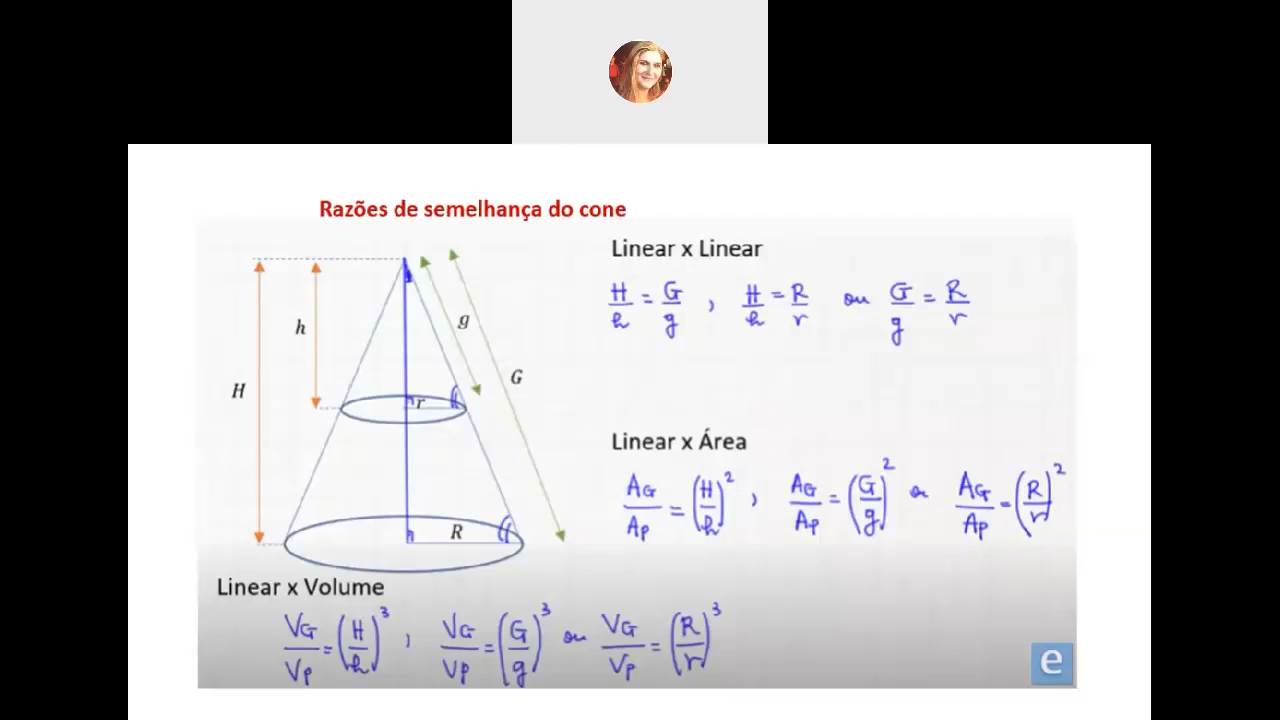 Razões de semelhança do cone
Linear x Linear
H/h = G/g , H/h = R/r ou G/g = R/r
h
g
H
G
r
R
Linear x Área
AG/AP = (H/h)² , AG/AP = (G/g)² ou AG/AP = (R/r)²
Linear x Volume
VG/VP = (H/h)³ , VG/VP = (G/g)³ ou VG/VP = (R/r)³
e